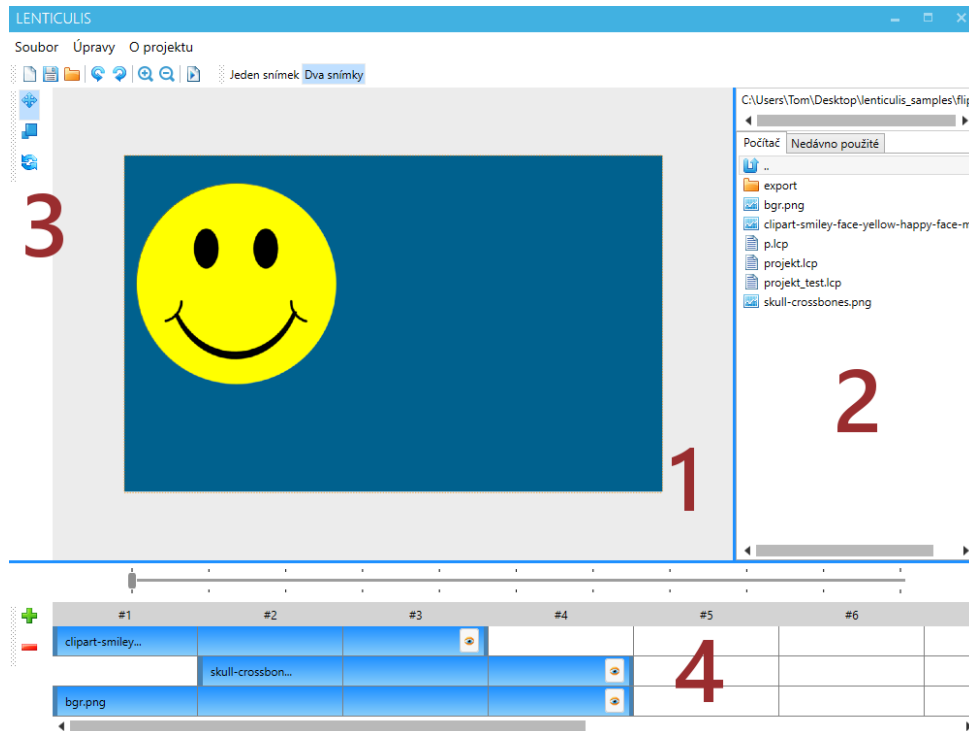 LENTICULIS
Soubor Úpravy O projektu
Jeden snímek Dva snímky
C:\Users\Tom\Desktop\lenticulis_samples\flip
Počítač Nedávno použité
..
export
bgr.png
clipart-smiley-face-yellow-happy-face-m
p.lcp
projekt.lcp
projekt_test.lcp
skull-crossbones.png
3
2
1
#1 #2 #3 #4 #5 #6
clipart-smiley...
skull-crossbon...
4
bgr.png